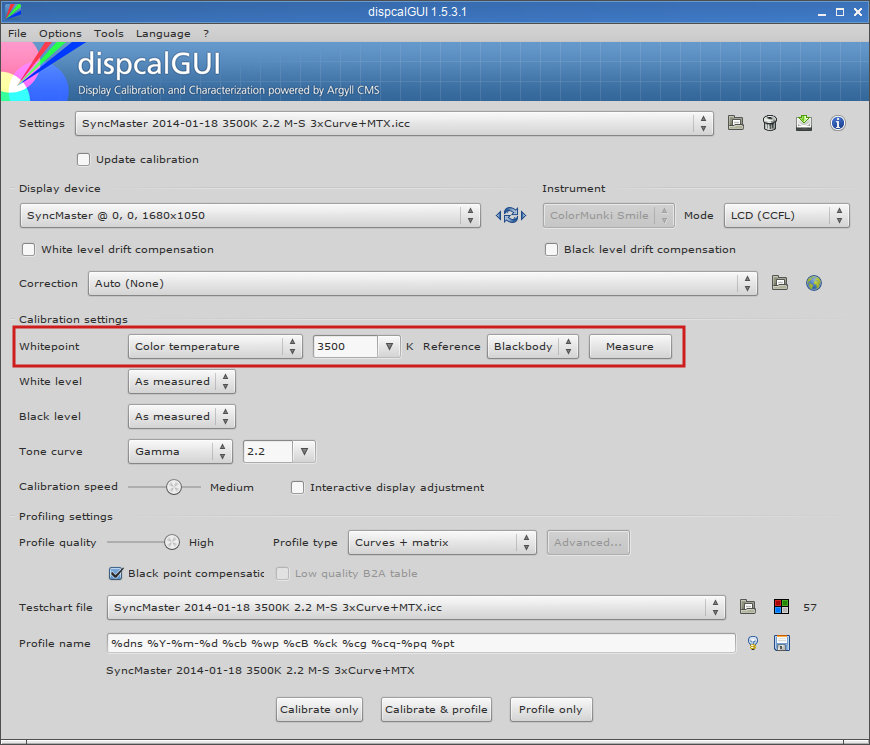 dispcalGUI 1.5.3.1
File Options Tools Language ?
dispcalGUI
Display Calibration and Characterization powered by Argyll CMS
Settings SyncMaster 2014-01-18 3500K 2.2 M-S 3xCurve+MTX.icc
Update calibration
Display device Instrument
SyncMaster @ 0, 0, 1680x1050 ColorMunki Smile Mode LCD (CCFL)
White level drift compensation Black level drift compensation
Correction Auto (None)
Calibration settings
Whitepoint Color temperature 3500 K Reference Blackbody Measure
White level As measured
Black level As measured
Tone curve Gamma 2.2
Calibration speed Medium Interactive display adjustment
Profiling settings
Profile quality High Profile type Curves + matrix Advanced...
Black point compensatic Low quality B2A table
Testchart file SyncMaster 2014-01-18 3500K 2.2 M-S 3xCurve+MTX.icc 57
Profile name %dns %Y-%m-%d %cb %wp %cB %ck %cg %cq-%pq %pt
SyncMaster 2014-01-18 3500K 2.2 M-S 3xCurve+MTX
Calibrate only Calibrate & profile Profile only